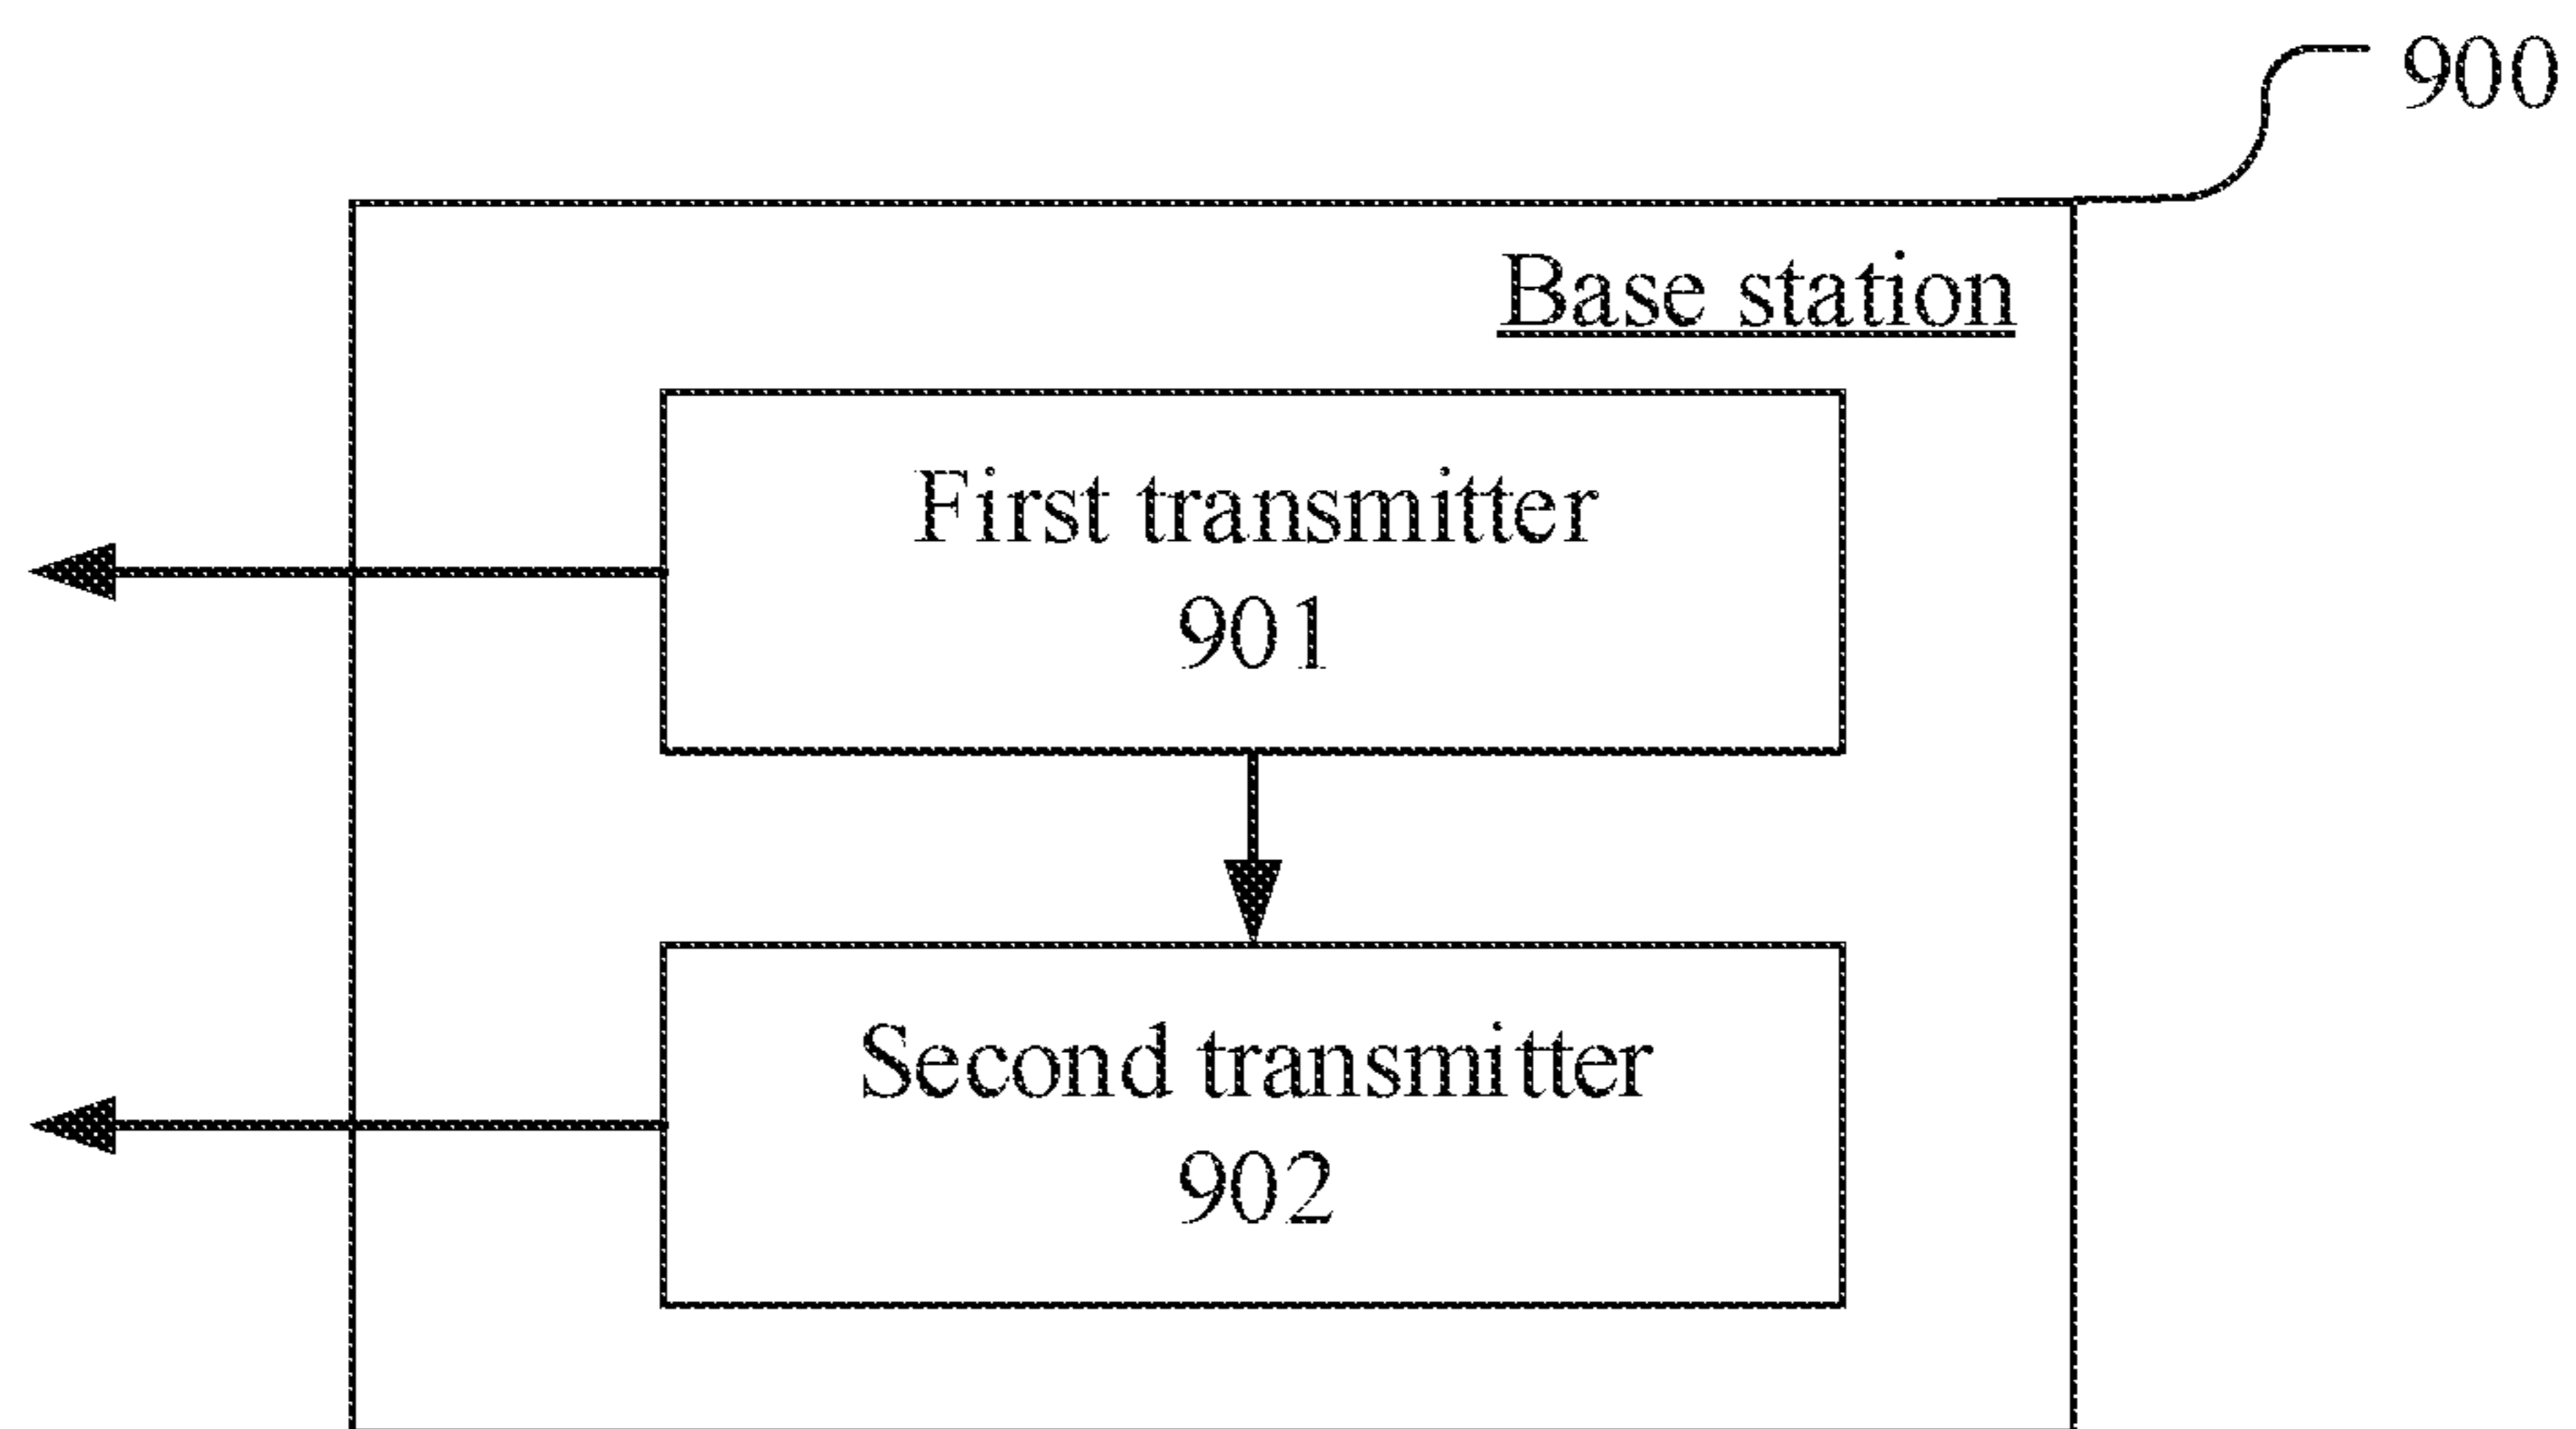 900
Base station
First transmitter
901
Second transmitter
902